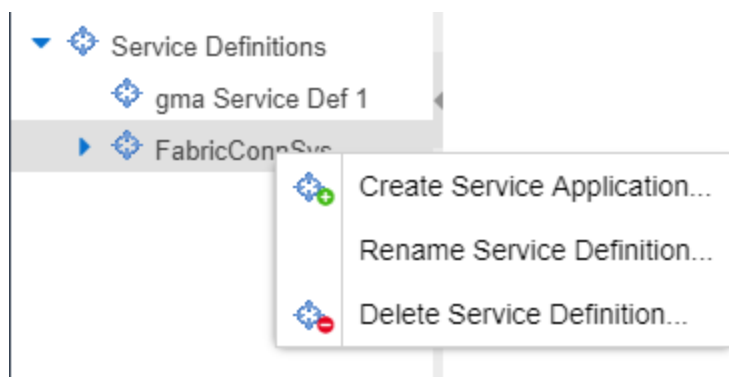 Service Definitions
gma Service Def 1
FabricConnSys
Create Service Application...
Rename Service Definition...
Delete Service Definition...